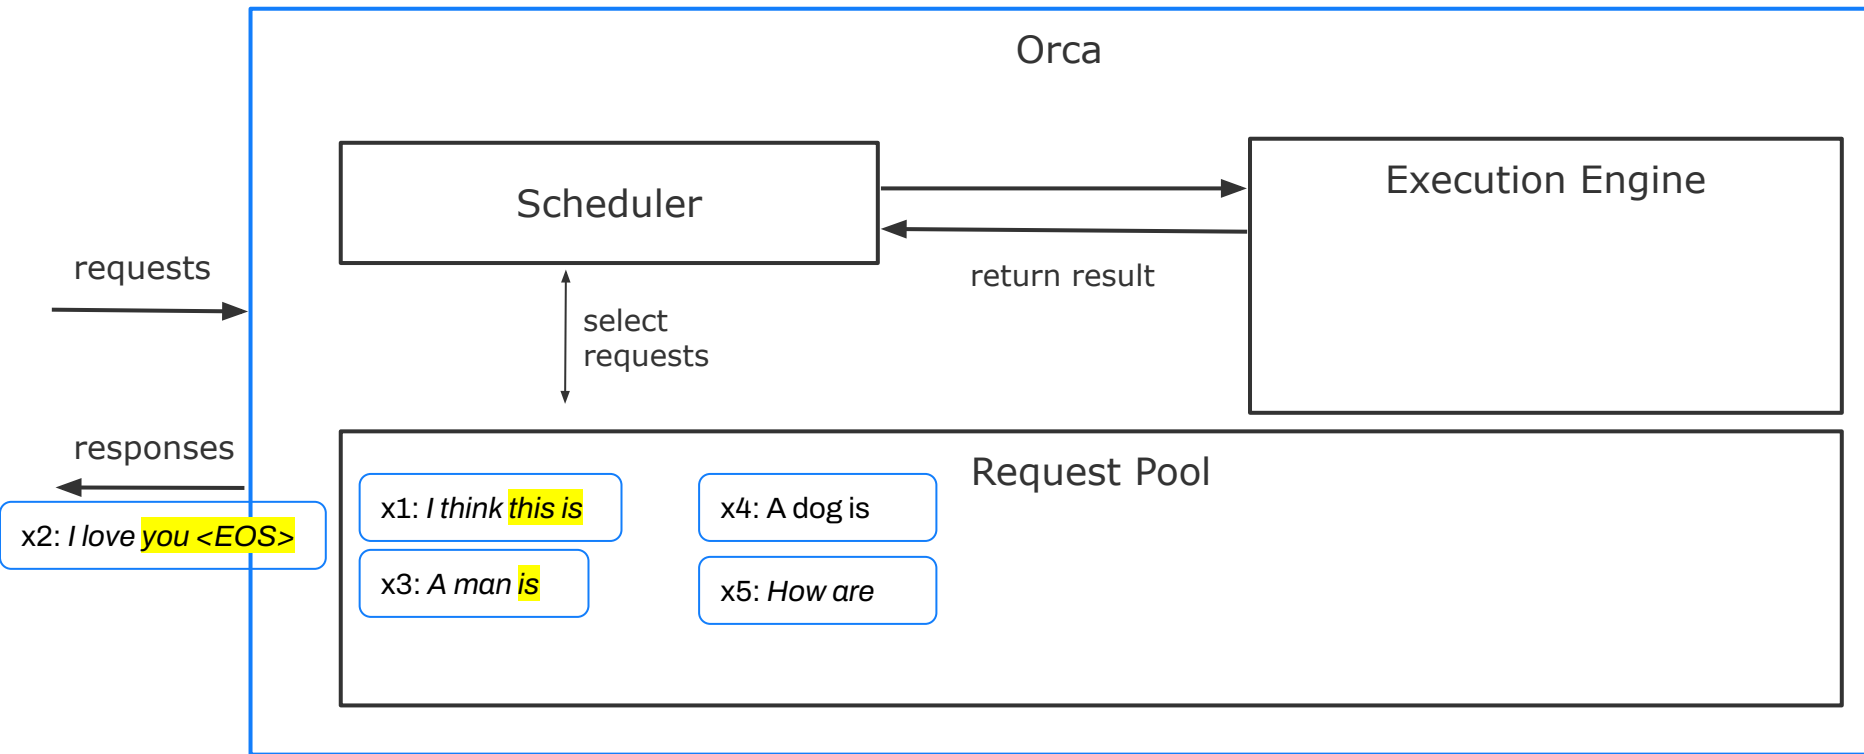 Orca
Scheduler
Execution Engine
requests
return result
select
requests
responses
Request Pool
x1: I think this is
x4: A dog is
x2: I love you <EOS>
x3: A man is
x5: How are